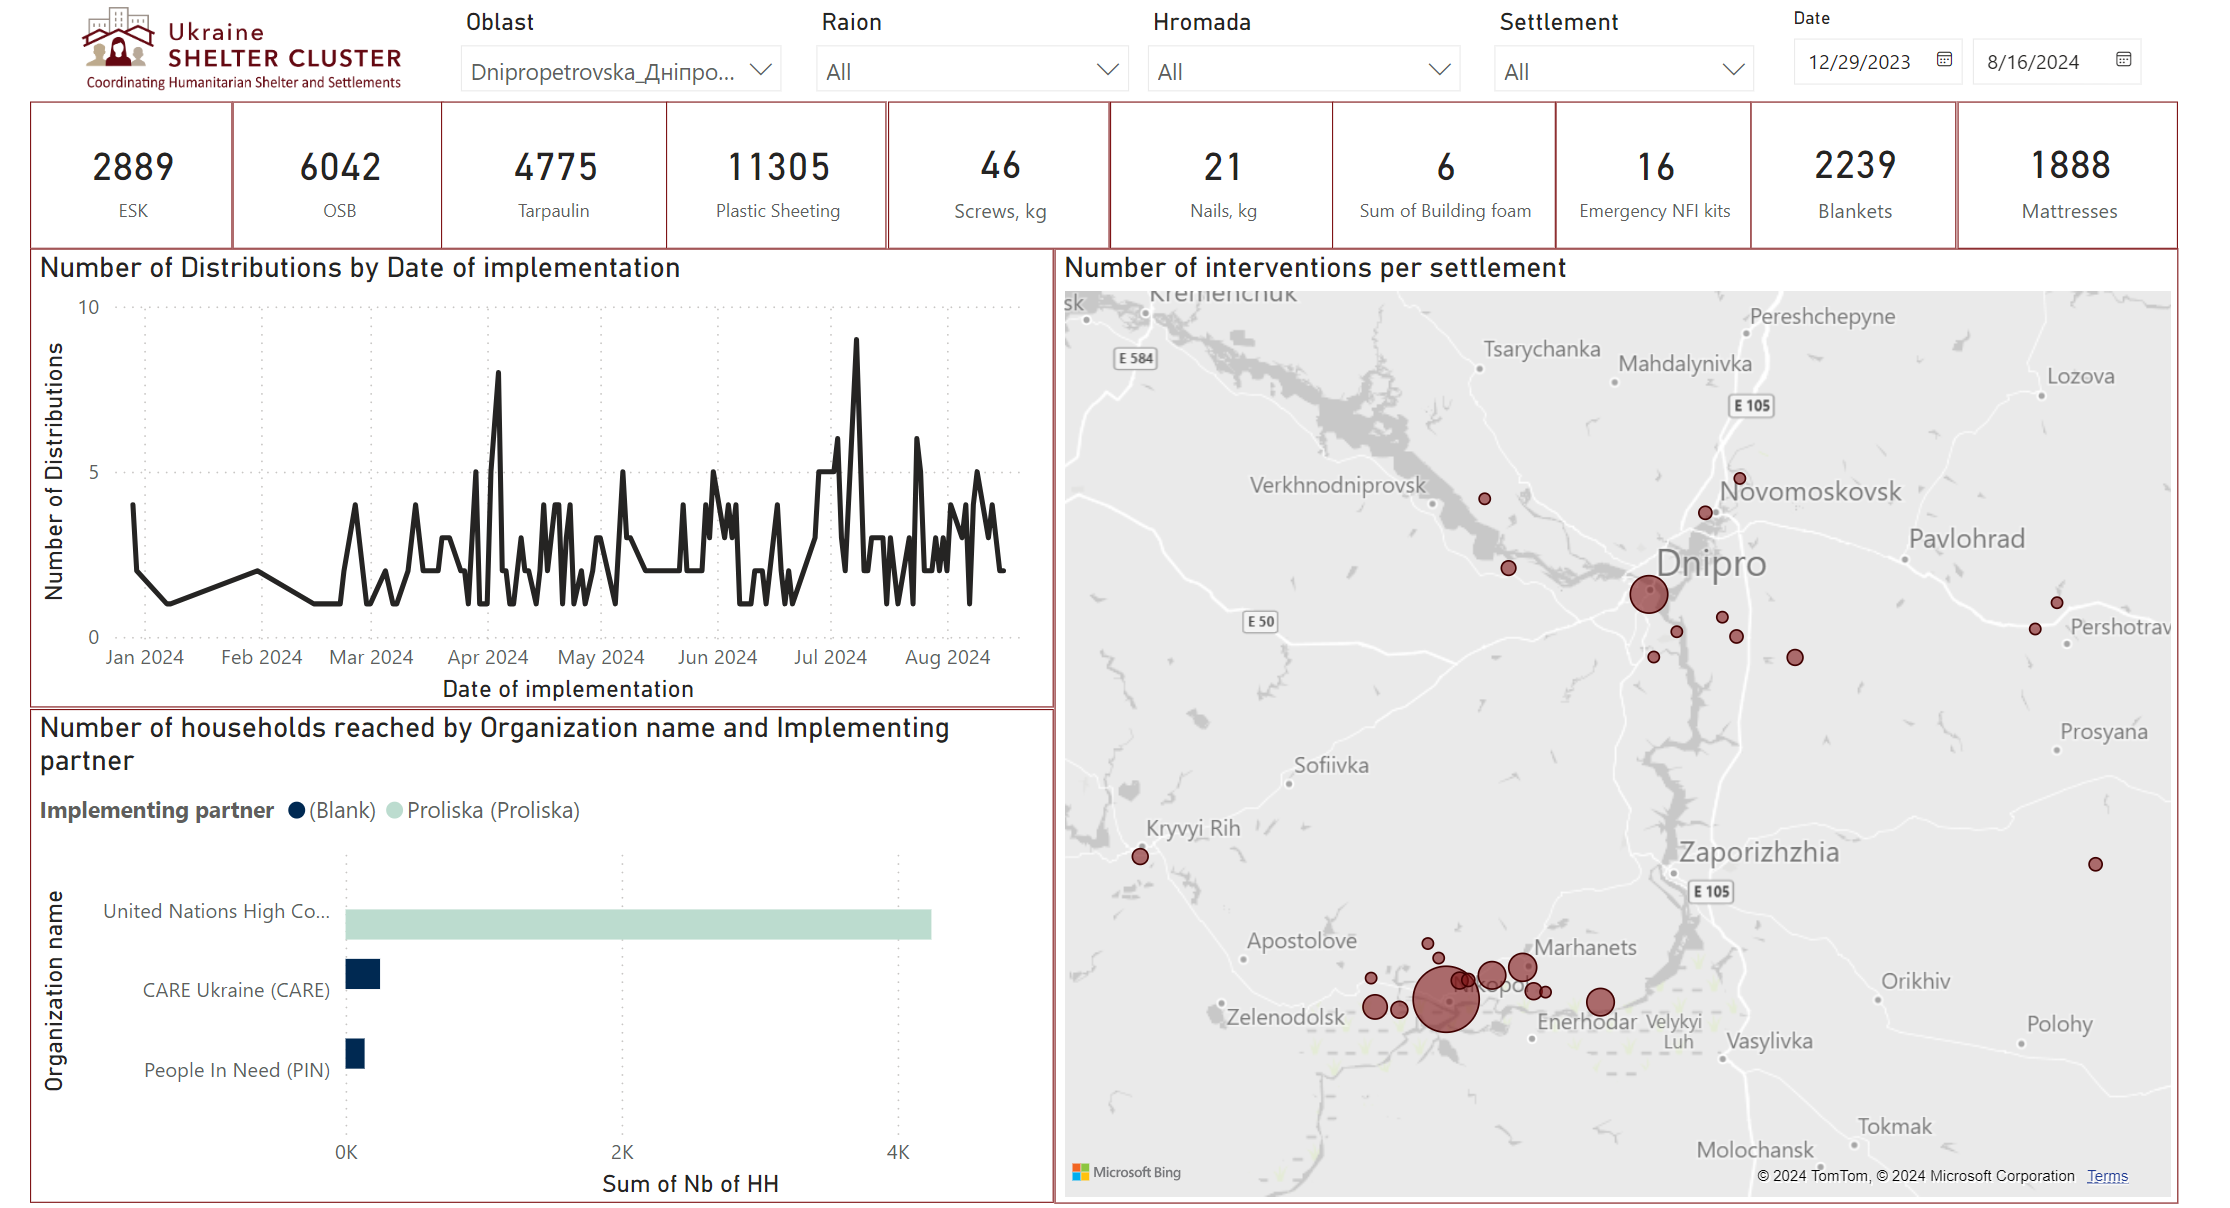 Ukraine
SHELTER CLUSTER
Coordinating Humanitarian Shelter and Settlements
Oblast
Dnipropetrovska_Дніпро...
Raion
All
Hromada
All
Settlement
All
Date
12/29/2023
8/16/2024
2889
ESK
6042
OSB
4775
Tarpaulin
11305
Plastic Sheeting
46
Screws, kg
21
Nails, kg
6
Sum of Building foam
16
Emergency NFI kits
2239
Blankets
1888
Mattresses
Number of Distributions by Date of implementation
Number of Distributions
10
5
0
Jan 2024
Feb 2024
Mar 2024
Apr 2024
May 2024
Jun 2024
Jul 2024
Aug 2024
Date of implementation
Number of households reached by Organization name and Implementing
partner
Implementing partner
(Blank)
Proliska (Proliska)
Organization name
United Nations High Co...
CARE Ukraine (CARE)
People In Need (PIN)
0K
2K
4K
Sum of Nb of HH
Number of interventions per settlement
sk
Kremenchuk
Pereshchepyne
E 584
Tsarychanka
Mahdalynivka
Lozova
E 105
Verkhnodniprovsk
Novomoskovsk
Pavlohrad
Dnipro
E 50
Pershotrav
Prosyana
Sofiivka
Kryvyi Rih
Zaporizhzhia
E 105
Apostolove
Marhanets
Orikhiv
Zelenodolsk
Enerhodar
Velykyi
Luh
Vasylivka
Polohy
Tokmak
Molochansk
Microsoft Bing
© 2024 TomTom, © 2024 Microsoft Corporation
Terms